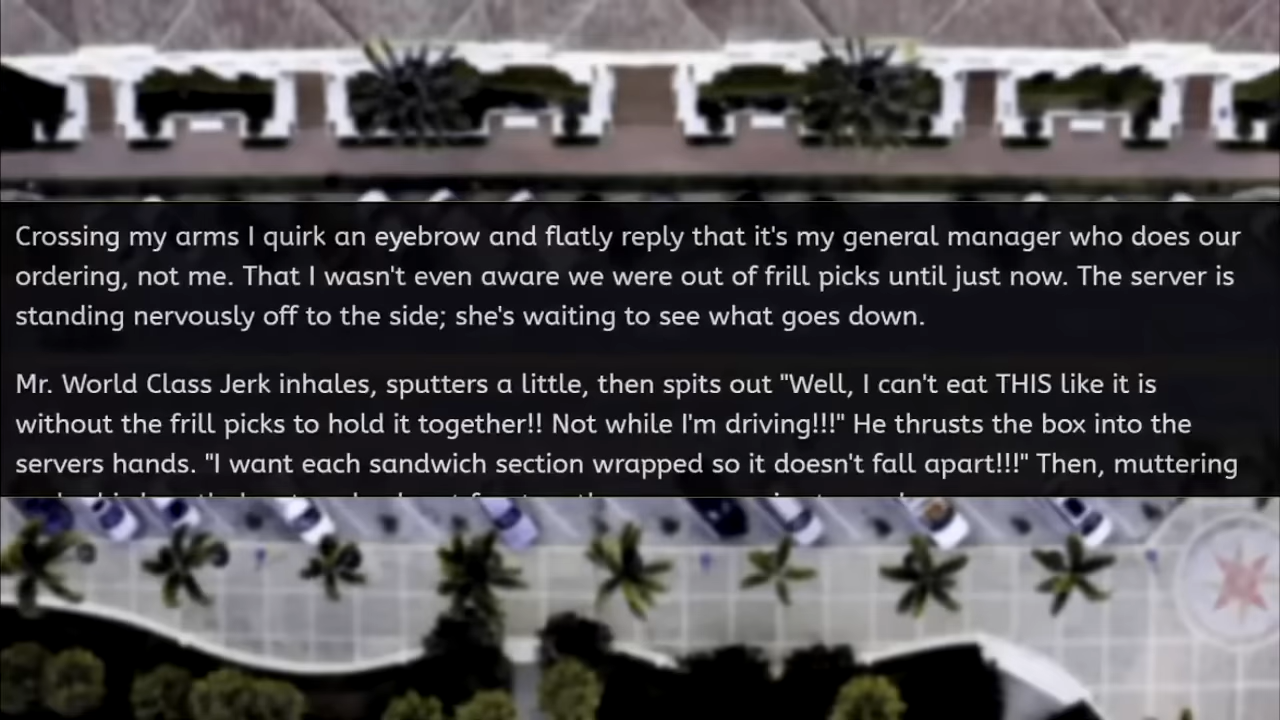 Crossing my arms I quirk an eyebrow and flatly reply that it's my general manager who does our
ordering, not me. That I wasn't even aware we were out of frill picks until just now. The server is
standing nervously off to the side; she's waiting to see what goes down.
Mr. World Class Jerk inhales, sputters a little, then spits out "Well, I can't eat THIS like it is
without the frill picks to hold it together!! Not while I'm driving!!!" He thrusts the box into the
servers hands. "I want each sandwich section wrapped so it doesn't fall apart!!!" Then, muttering